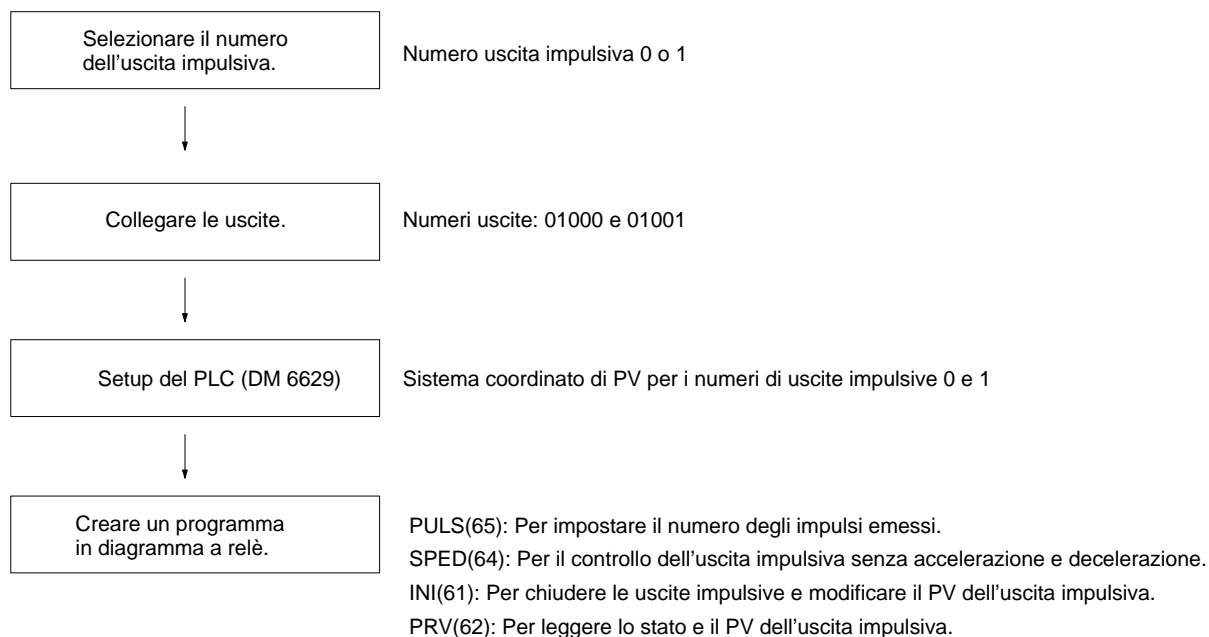 Selezionare il numero
dell’uscita impulsiva.
Numero uscita impulsiva 0 o 1
Collegare le uscite.
Numeri uscite: 01000 e 01001
Setup del PLC (DM 6629)
Sistema coordinato di PV per i numeri di uscite impulsive 0 e 1
Creare un programma
in diagramma a relè.
PULS(65): Per impostare il numero degli impulsi emessi.
SPED(64): Per il controllo dell’uscita impulsiva senza accelerazione e decelerazione.
INI(61): Per chiudere le uscite impulsive e modificare il PV dell’uscita impulsiva.
PRV(62): Per leggere lo stato e il PV dell’uscita impulsiva.